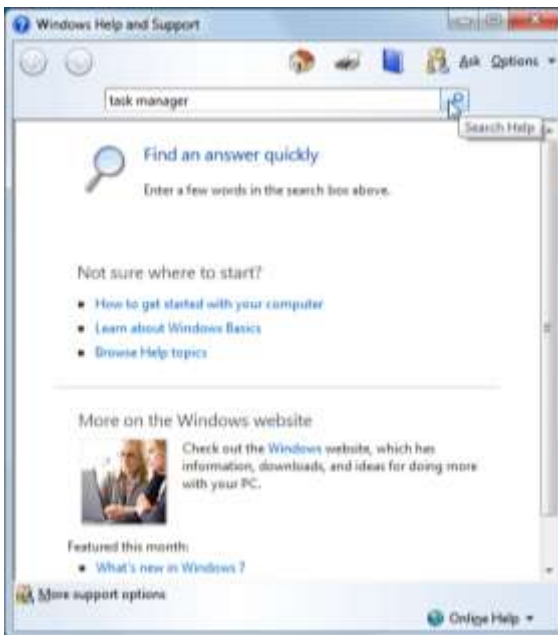 Windows Help and Support
Ask Options
task manager
Search Help
Find an answer quickly
Enter a few words in the search box above.
Not sure where to start?
How to get started with your computer
Learn about Windows Basics
Browse Help topics
More on the Windows website
Check out the Windows website, which has
information, downloads, and ideas for doing more
with your PC.
Featured this month:
What's new in Windows 7
More support options
Online Help